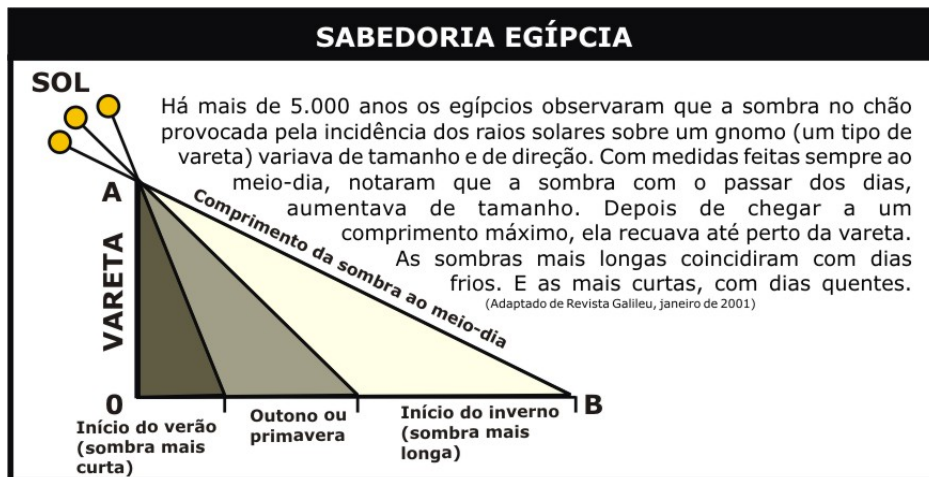 SABEDORIA EGÍPCIA
SOL
Há mais de 5.000 anos os egípcios observaram que a sombra no chão
provocada pela incidência dos raios solares sobre um gnomo (um tipo de
vareta) variava de tamanho e de direção. Com medidas feitas sempre ao
meio-dia, notaram que a sombra com o passar dos dias,
aumentava de tamanho. Depois de chegar a um
comprimento máximo, ela recuava até perto da vareta.
As sombras mais longas coincidiram com dias
frios. E as mais curtas, com dias quentes.
(Adaptado de Revista Galileu, janeiro de 2001)
A
VARETA
Comprimento da sombra ao meio-dia
0
B
Início do verão
(sombra mais
curta)
Outono ou
primavera
Início do inverno
(sombra mais
longa)